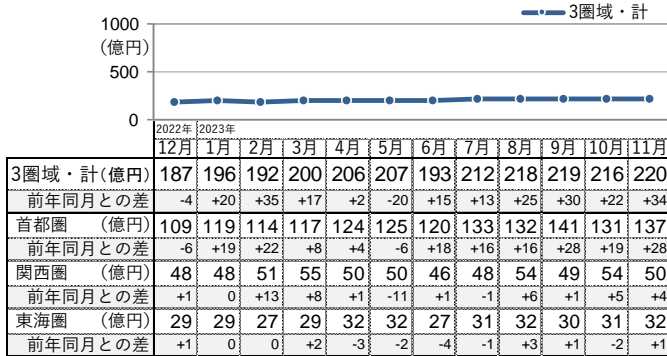 3圏域・計
1000
(億円)
500
0
2022年 2023年
12月 1月 2月 3月 4月 5月 6月 7月 8月 9月 10月 11月
3圏域・計(億円) 187 196 192 200 206 207 193 212 218 219 216 220
前年同月との差 -4 +20 +35 +17 +2 -20 +15 +13 +25 +30 +22 +34
首都圏 (億円) 109 119 114 117 124 125 120 133 132 141 131 137
前年同月との差 -6 +19 +22 +8 +4 -6 +18 +16 +16 +28 +19 +28
関西圏 (億円) 48 48 51 55 50 50 46 48 54 49 54 50
前年同月との差 +1 0 +13 +8 +1 -11 +1 -1 +6 +1 +5 +4
東海圏 (億円) 29 29 27 29 32 32 27 31 32 30 31 32
前年同月との差 +1 0 0 +2 -3 -2 -4 -1 +3 +1 -2 +1